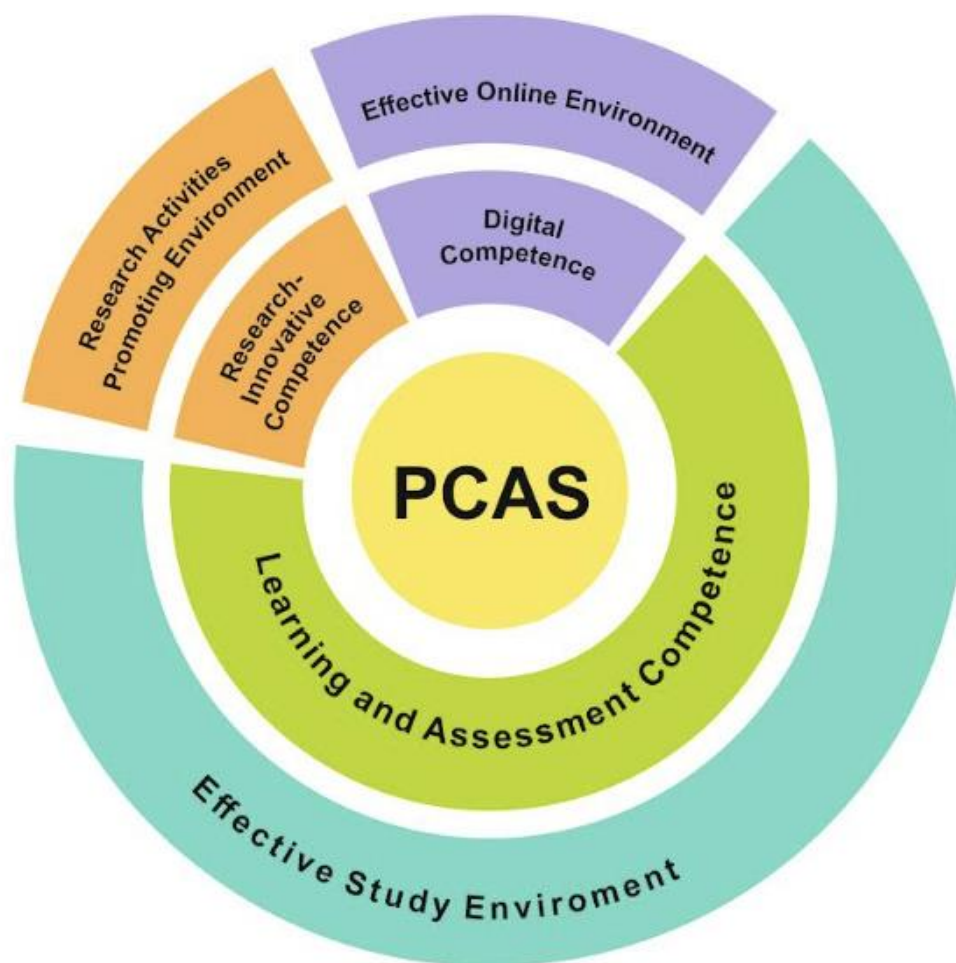 Effective Online Environment
Digital
Competence
Research Activities
Promoting Environment
Research-
Innovative
Competence
PCAS
Learning and Assessment Competence
Effective Study Enviroment